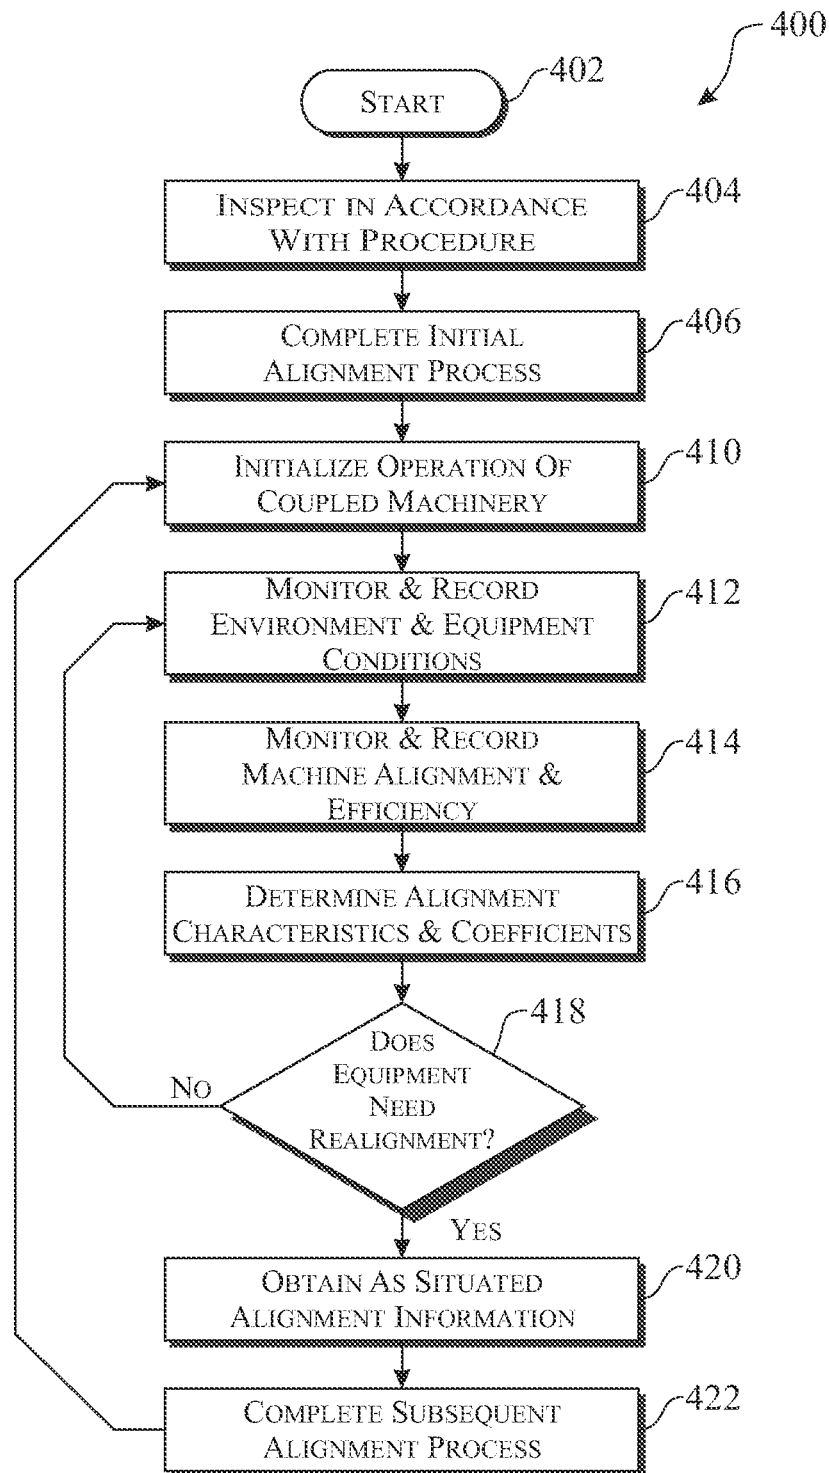 400
START
402
INSPECT IN ACCORDANCE
WITH PROCEDURE
404
COMPLETE INITIAL
ALIGNMENT PROCESS
406
INITIALIZE OPERATION OF
COUPLED MACHINERY
410
MONITOR & RECORD
ENVIRONMENT & EQUIPMENT
CONDITIONS
412
MONITOR & RECORD
MACHINE ALIGNMENT &
EFFICIENCY
414
DETERMINE ALIGNMENT
CHARACTERISTICS & COEFFICIENTS
416
DOES
EQUIPMENT
NEED
REALIGNMENT?
418
NO
YES
OBTAIN AS SITUATED
ALIGNMENT INFORMATION
420
COMPLETE SUBSEQUENT
ALIGNMENT PROCESS
422